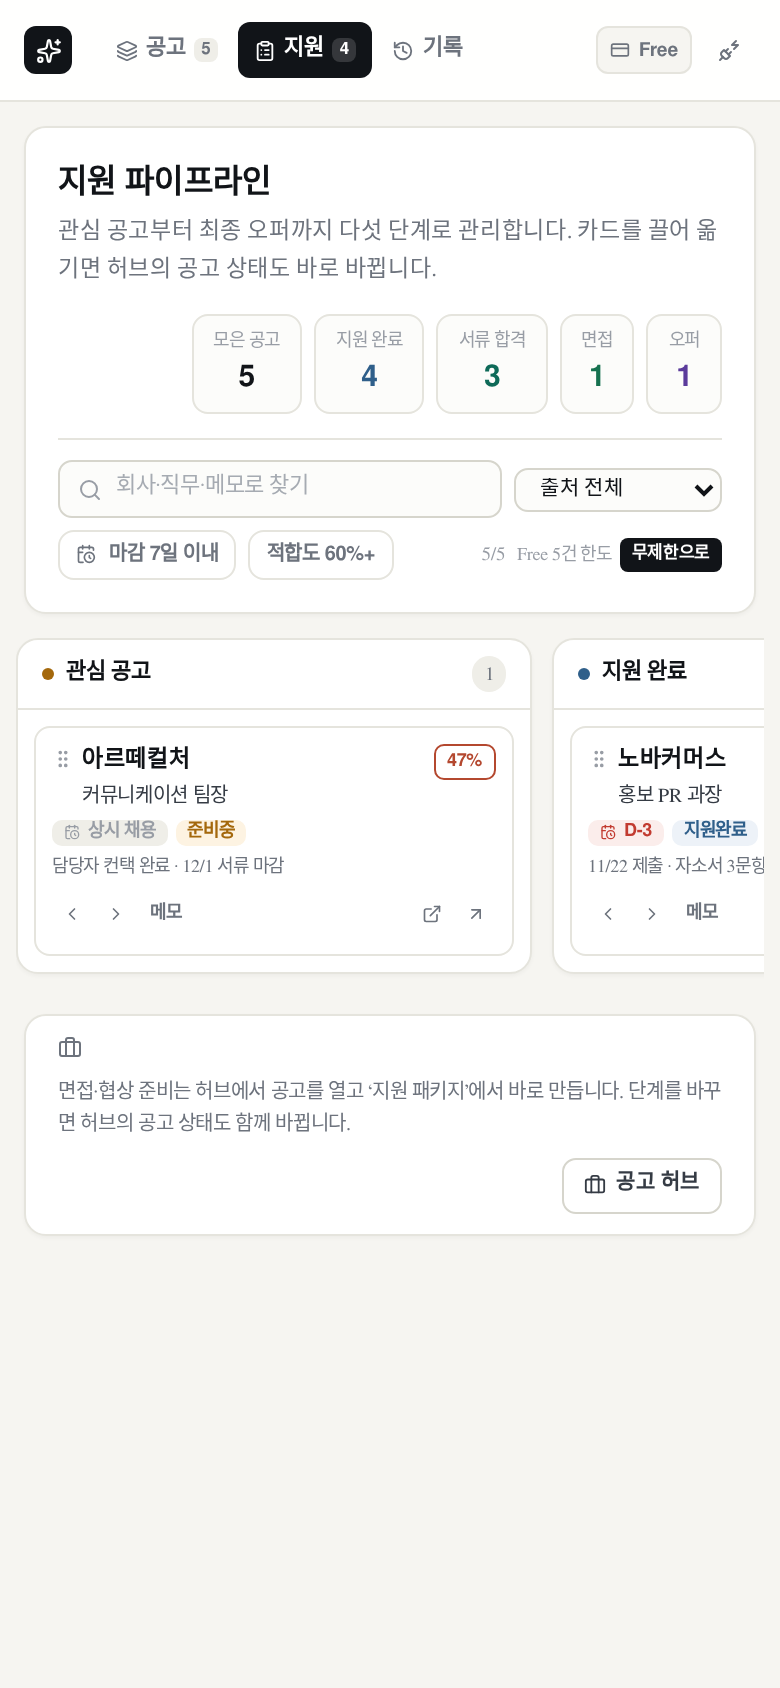 공고 5
지원 4
기록
Free
지원 파이프라인
관심 공고부터 최종 오퍼까지 다섯 단계로 관리합니다. 카드를 끌어 옮
기면 허브의 공고 상태도 바로 바뀝니다.
모은 공고
5
지원 완료
4
서류 합격
3
면접
1
오퍼
1
회사·직무·메모로 찾기
출처 전체
마감 7일 이내
적합도 60%+
5/5 Free 5건 한도
무제한으로
관심 공고
1
아르떼컬처
47%
커뮤니케이션 팀장
상시 채용
준비중
담당자 컨택 완료 · 12/1 서류 마감
메모
지원 완료
노바커머스
홍보 PR 과장
D-3
지원완료
11/22 제출 · 자소서 3문항
메모
면접·협상 준비는 허브에서 공고를 열고 ‘지원 패키지’에서 바로 만듭니다. 단계를 바꾸
면 허브의 공고 상태도 함께 바뀝니다.
공고 허브